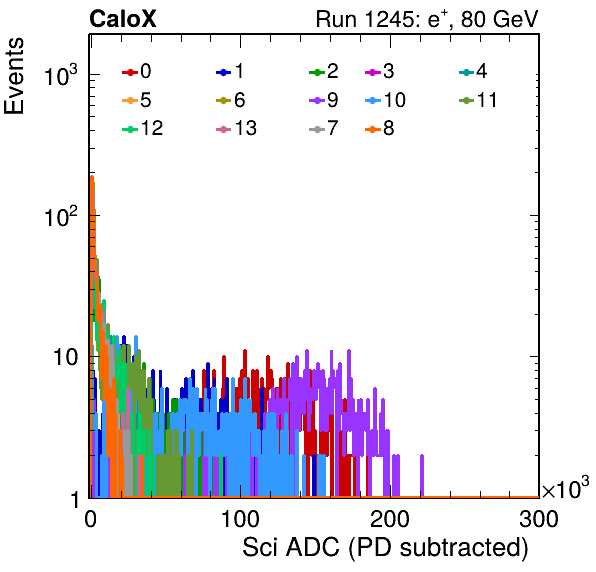 CaloX Run 1245: e⁺, 80 GeV
Events
0 1 2 3 4
5 6 9 10 11
12 13 7 8
10³
10²
10
1
0 100 200 300
×10³
Sci ADC (PD subtracted)